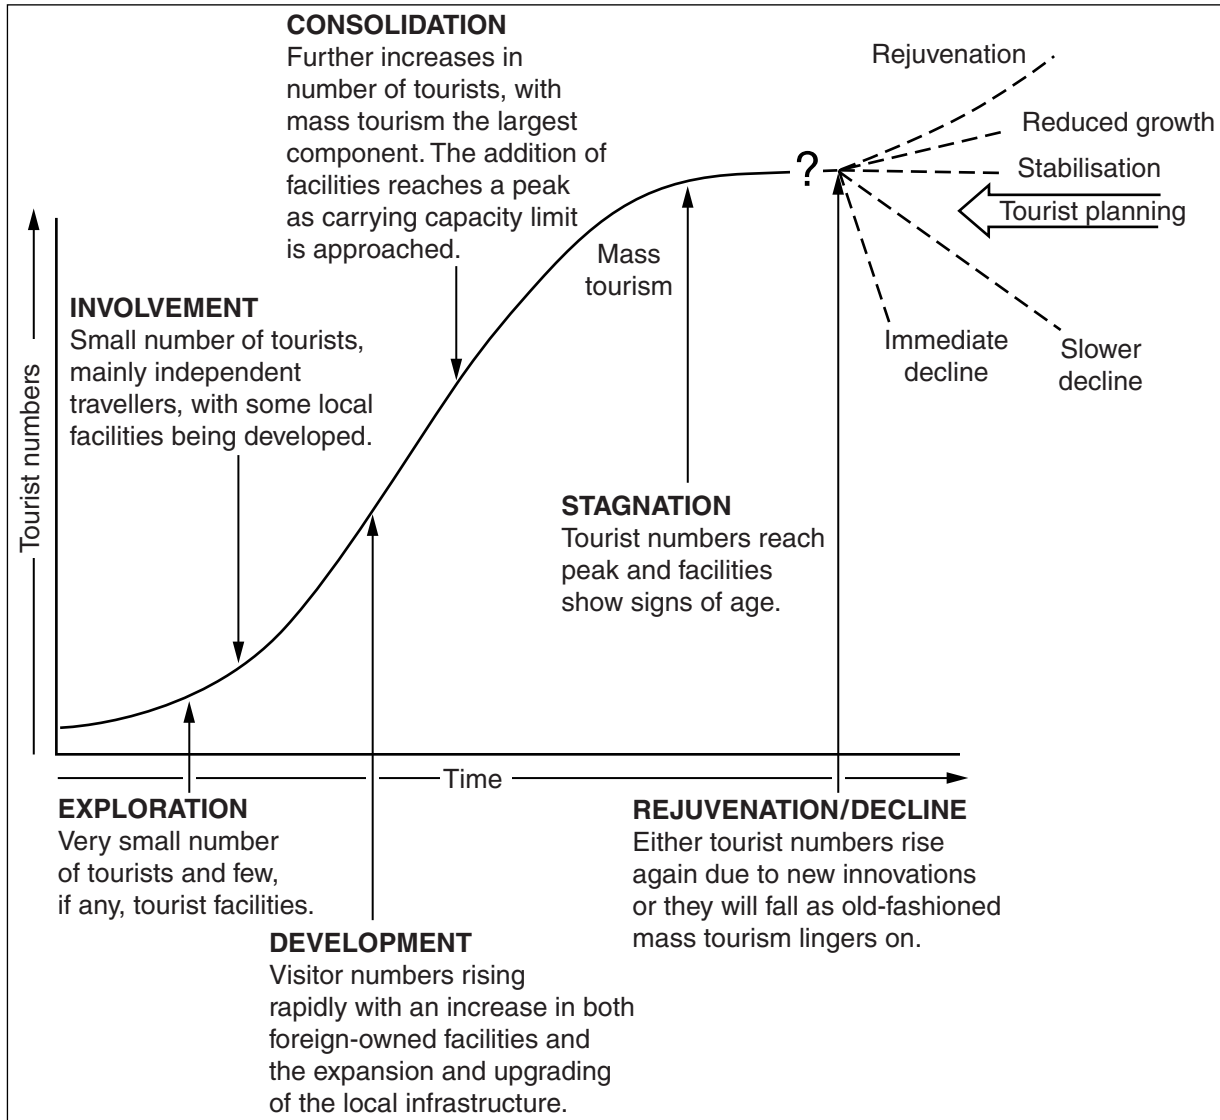 CONSOLIDATION
Further increases in
number of tourists, with
mass tourism the largest
component. The addition of
facilities reaches a peak
as carrying capacity limit
is approached.
Rejuvenation
Reduced growth
?
Stabilisation
Tourist planning
Mass
tourism
INVOLVEMENT
Small number of tourists,
mainly independent
travellers, with some local
facilities being developed.
Immediate
decline
Slower
decline
Tourist numbers
STAGNATION
Tourist numbers reach
peak and facilities
show signs of age.
Time
EXPLORATION
Very small number
of tourists and few,
if any, tourist facilities.
REJUVENATION/DECLINE
Either tourist numbers rise
again due to new innovations
or they will fall as old-fashioned
mass tourism lingers on.
DEVELOPMENT
Visitor numbers rising
rapidly with an increase in both
foreign-owned facilities and
the expansion and upgrading
of the local infrastructure.